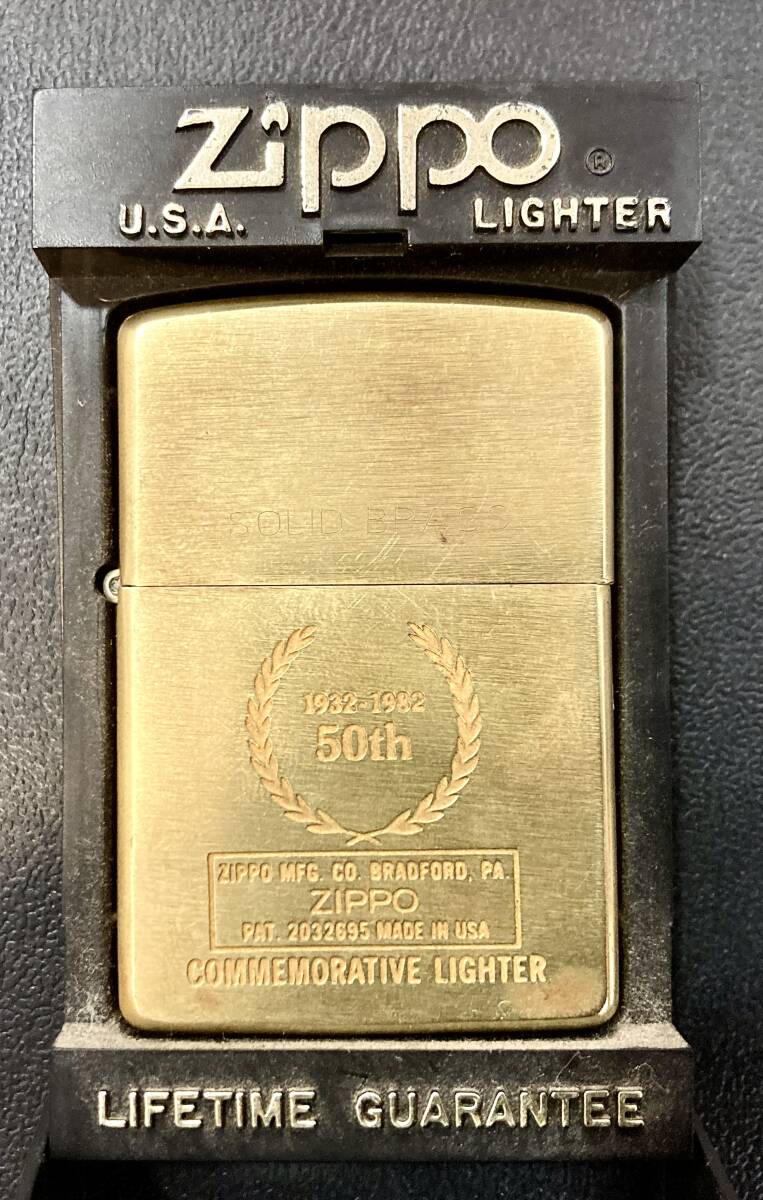 Zippo ®
U.S.A. LIGHTER
SOLID BRASS
1932-1982
50th
ZIPPO MFG. CO. BRADFORD, PA.
ZIPPO
PAT. 2032695 MADE IN USA
COMMEMORATIVE LIGHTER
LIFETIME GUARANTEE